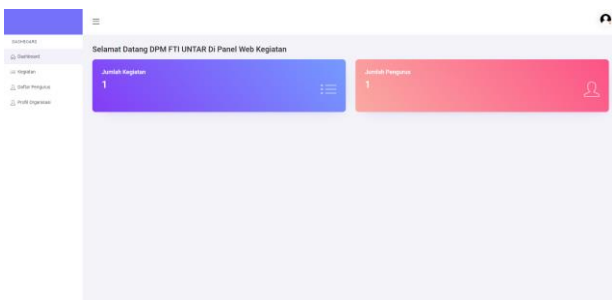 DASHBOARD
Dashboard
Kegiatan
Daftar Pengurus
Profil Organisasi
Selamat Datang DPM FTI UNTAR Di Panel Web Kegiatan
Jumlah Kegiatan
1
Jumlah Pengurus
1